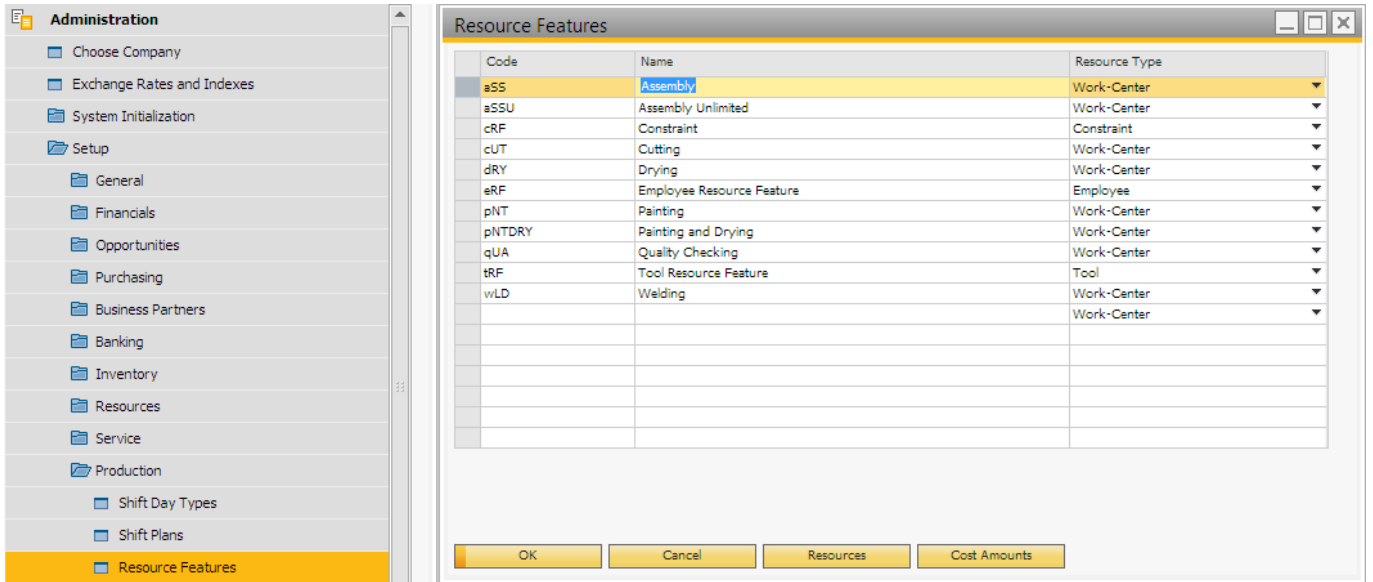 Administration
Choose Company
Exchange Rates and Indexes
System Initialization
Setup
General
Financials
Opportunities
Purchasing
Business Partners
Banking
Inventory
Resources
Service
Production
Shift Day Types
Shift Plans
Resource Features
Resource Features
Code Name Resource Type
aSS Assembly Work-Center
aSSU Assembly Unlimited Work-Center
cRF Constraint Constraint
cUT Cutting Work-Center
dRY Drying Work-Center
eRF Employee Resource Feature Employee
pNT Painting Work-Center
pNTDRY Painting and Drying Work-Center
qUA Quality Checking Work-Center
tRF Tool Resource Feature Tool
wLD Welding Work-Center
Work-Center
OK Cancel Resources Cost Amounts